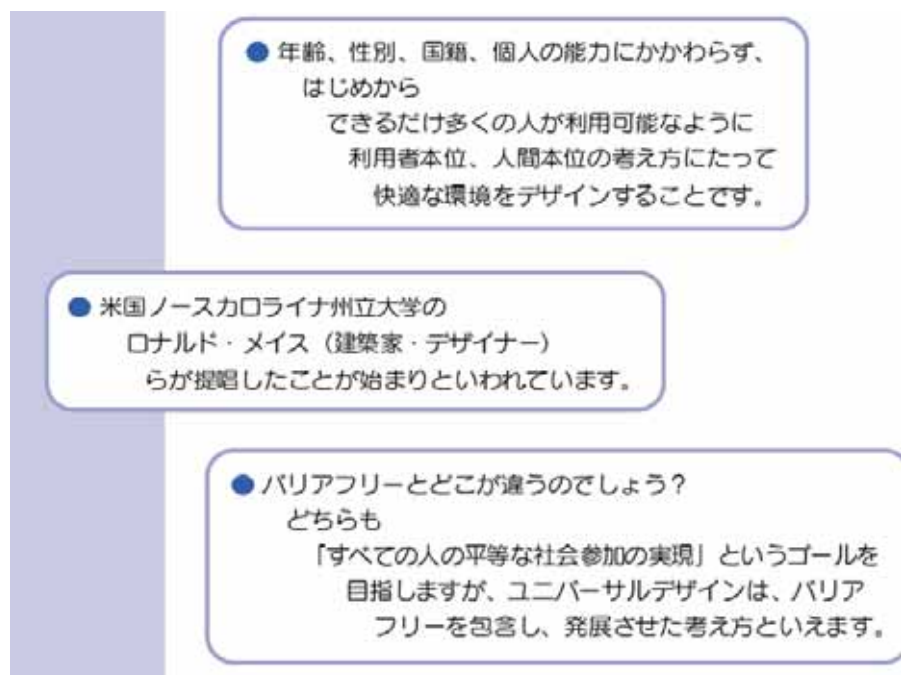 ● 年齢、性別、国籍、個人の能力にかかわらず、
はじめから
できるだけ多くの人が利用可能なように
利用者本位、人間本位の考え方にたって
快適な環境をデザインすることです。
● 米国ノースカロライナ州立大学の
ロナルド・メイス（建築家・デザイナー）
らが提唱したことが始まりといわれています。
● バリアフリーとどこが違うのでしょう？
どちらも
「すべての人の平等な社会参加の実現」というゴールを
目指しますが、ユニバーサルデザインは、バリア
フリーを包含し、発展させた考え方といえます。